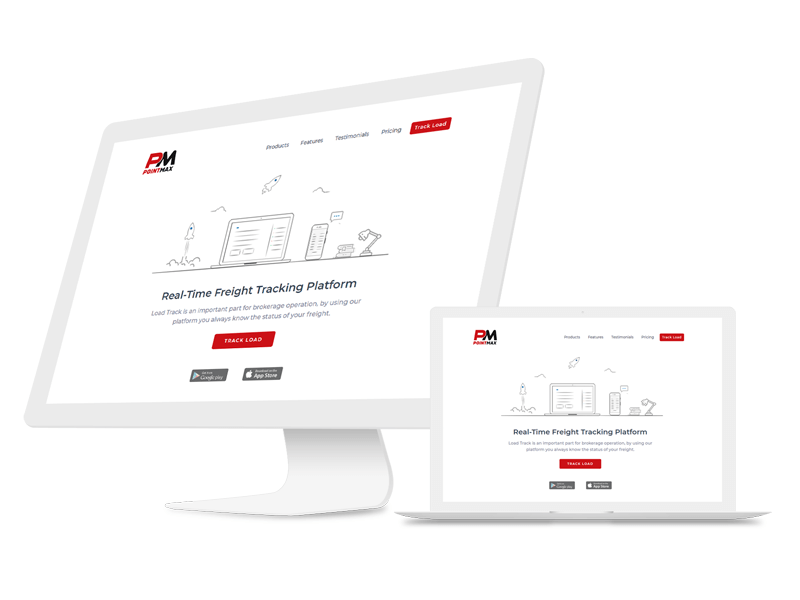 PM
POINTMAX
Products
Features
Testimonials
Pricing
Track Load
Real-Time Freight Tracking Platform
Load Track is an important part for brokerage operation, by using our
platform you always know the status of your freight.
TRACK LOAD
Google play
Download on the
App Store
PM
POINTMAX
Products
Features
Testimonials
Pricing
Track Load
Real-Time Freight Tracking Platform
Load Track is an important part for brokerage operation, by using our
platform you always know the status of your freight.
TRACK LOAD
Google play
App Store